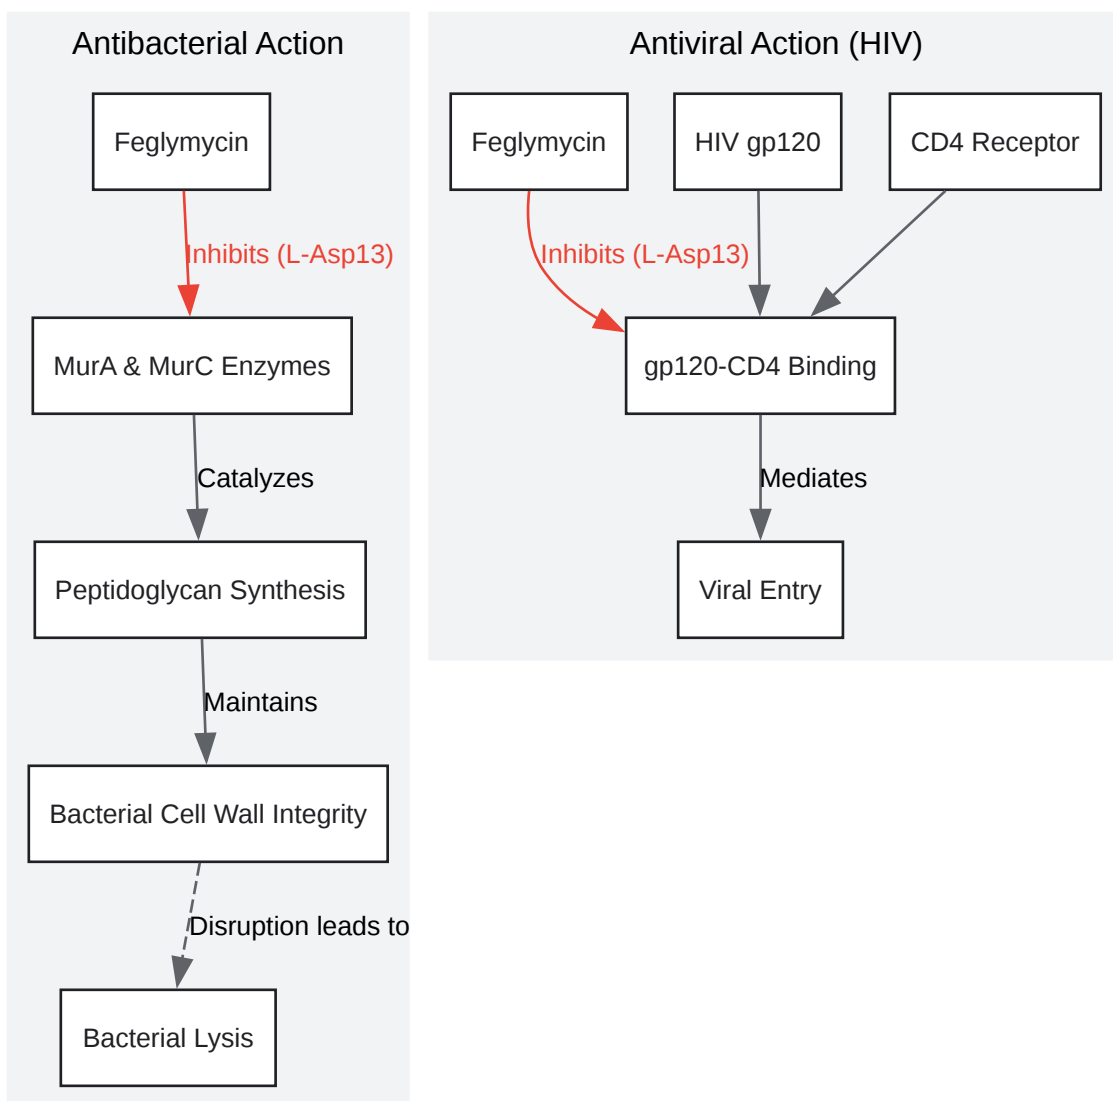 Antibacterial Action
Feglymycin
Inhibits (L-Asp13)
MurA & MurC Enzymes
Catalyzes
Peptidoglycan Synthesis
Maintains
Bacterial Cell Wall Integrity
Disruption leads to
Bacterial Lysis
Antiviral Action (HIV)
Feglymycin
HIV gp120
CD4 Receptor
Inhibits (L-Asp13)
gp120-CD4 Binding
Mediates
Viral Entry